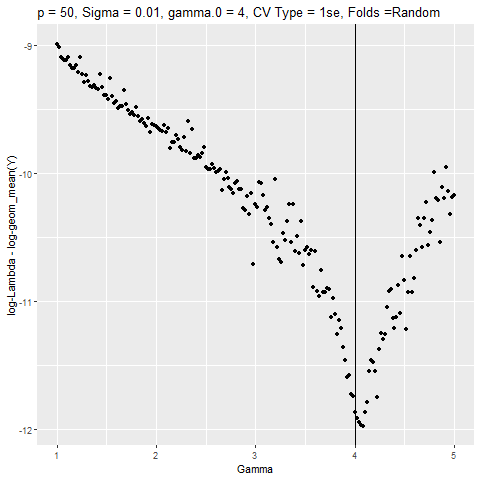 p = 50, Sigma = 0.01, gamma.0 = 4, CV Type = 1se, Folds =Random
-9
-10
-11
-12
log-Lambda - log-geom_mean(Y)
1 2 3 4 5
Gamma